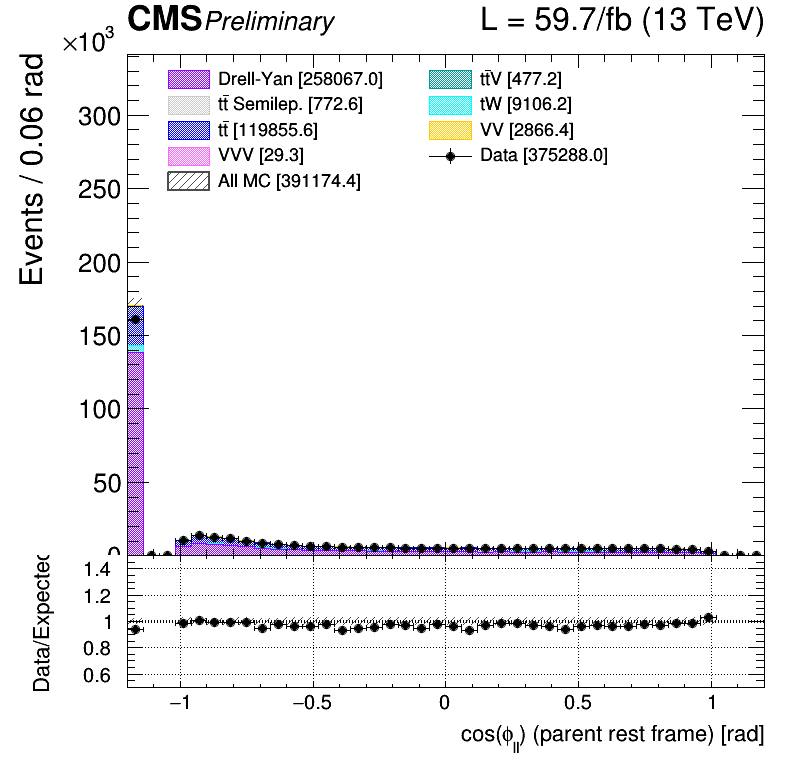 CMS Preliminary L = 59.7/fb (13 TeV)
×10³
Events / 0.06 rad
Drell-Yan [258067.0]
tt̄ Semilep. [772.6]
tt̄ [119855.6]
VVV [29.3]
All MC [391174.4]
tt̄V [477.2]
tW [9106.2]
VV [2866.4]
Data [375288.0]
300
250
200
150
100
50
0
Data/Expected
1.4
1.2
1
0.8
0.6
−1 −0.5 0 0.5 1
cos(ϕ_ll) (parent rest frame) [rad]